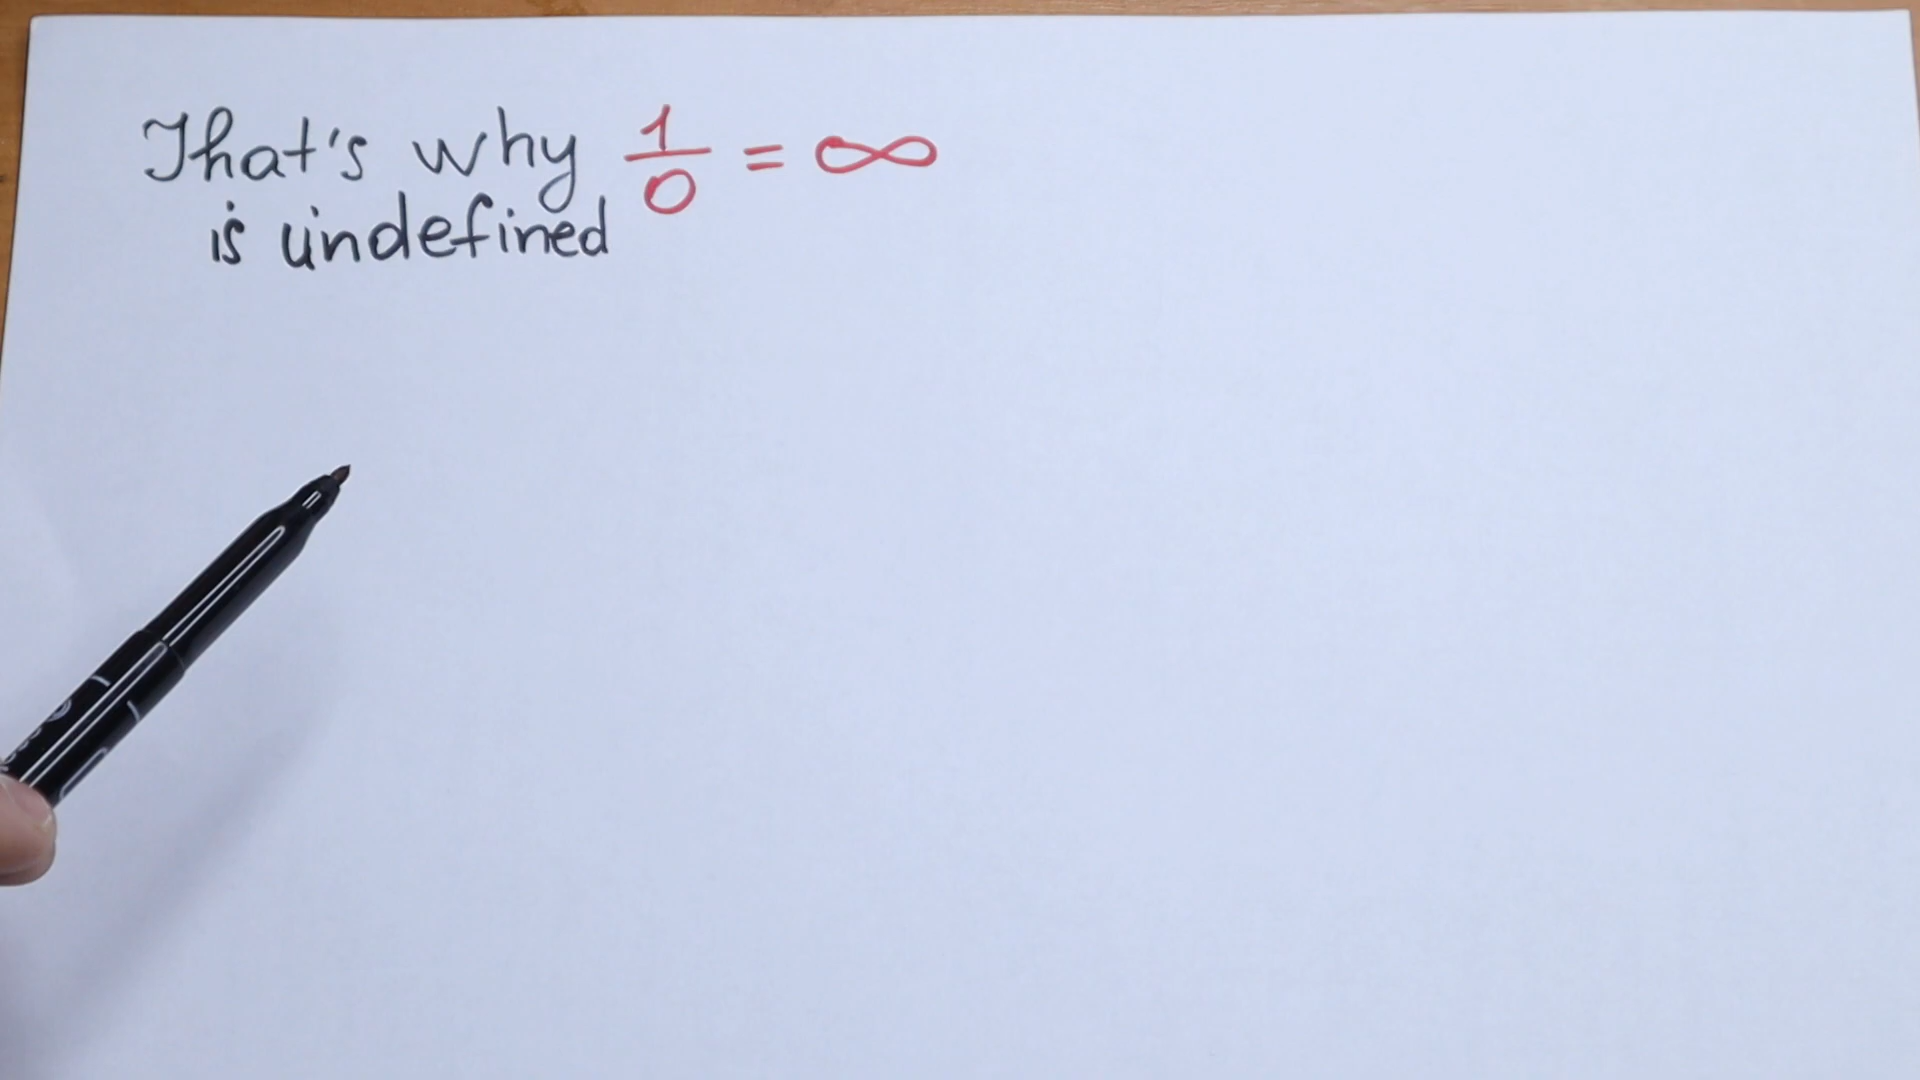 That's why 1/0 = ∞
is undefined